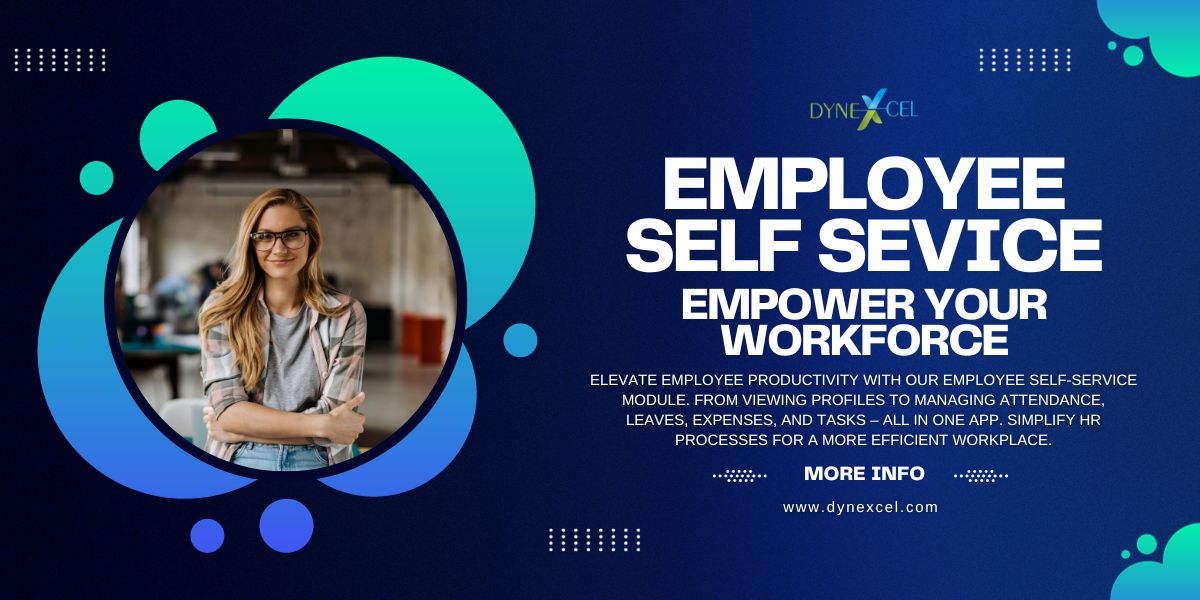 DYNEXCEL
EMPLOYEE
SELF SEVICE
EMPOWER YOUR
WORKFORCE
ELEVATE EMPLOYEE PRODUCTIVITY WITH OUR EMPLOYEE SELF-SERVICE
MODULE. FROM VIEWING PROFILES TO MANAGING ATTENDANCE,
LEAVES, EXPENSES, AND TASKS – ALL IN ONE APP. SIMPLIFY HR
PROCESSES FOR A MORE EFFICIENT WORKPLACE.
MORE INFO
www.dynexcel.com